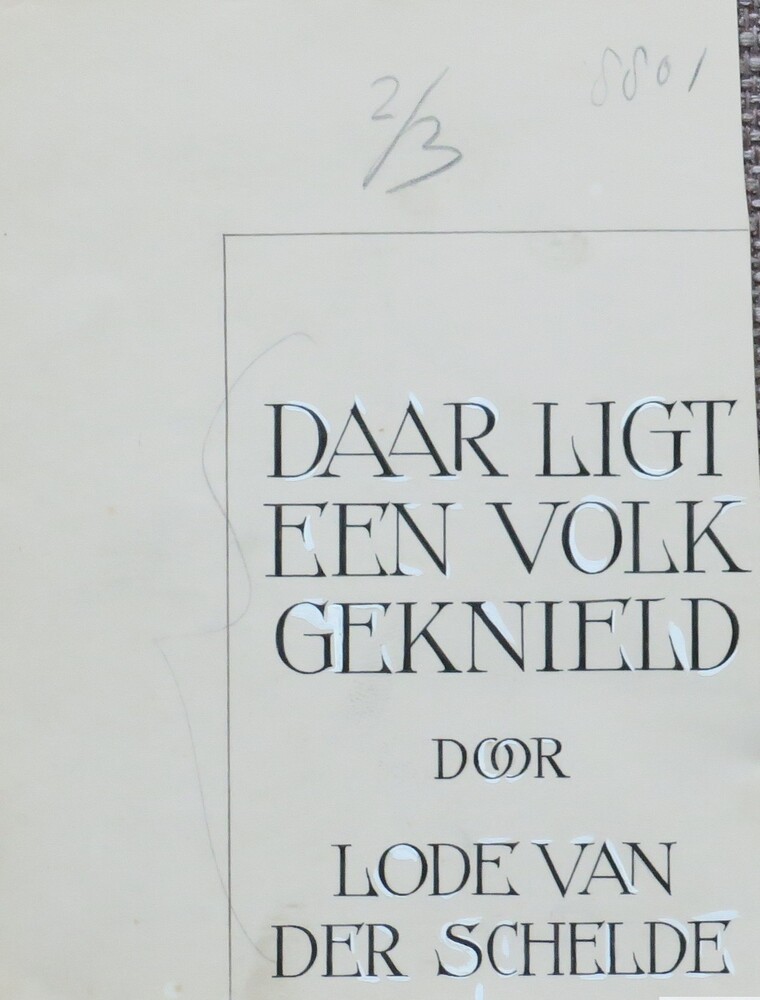 8801
2/3
DAAR LIGT
EEN VOLK
GEKNIELD
DOOR
LODE VAN
DER SCHELDE